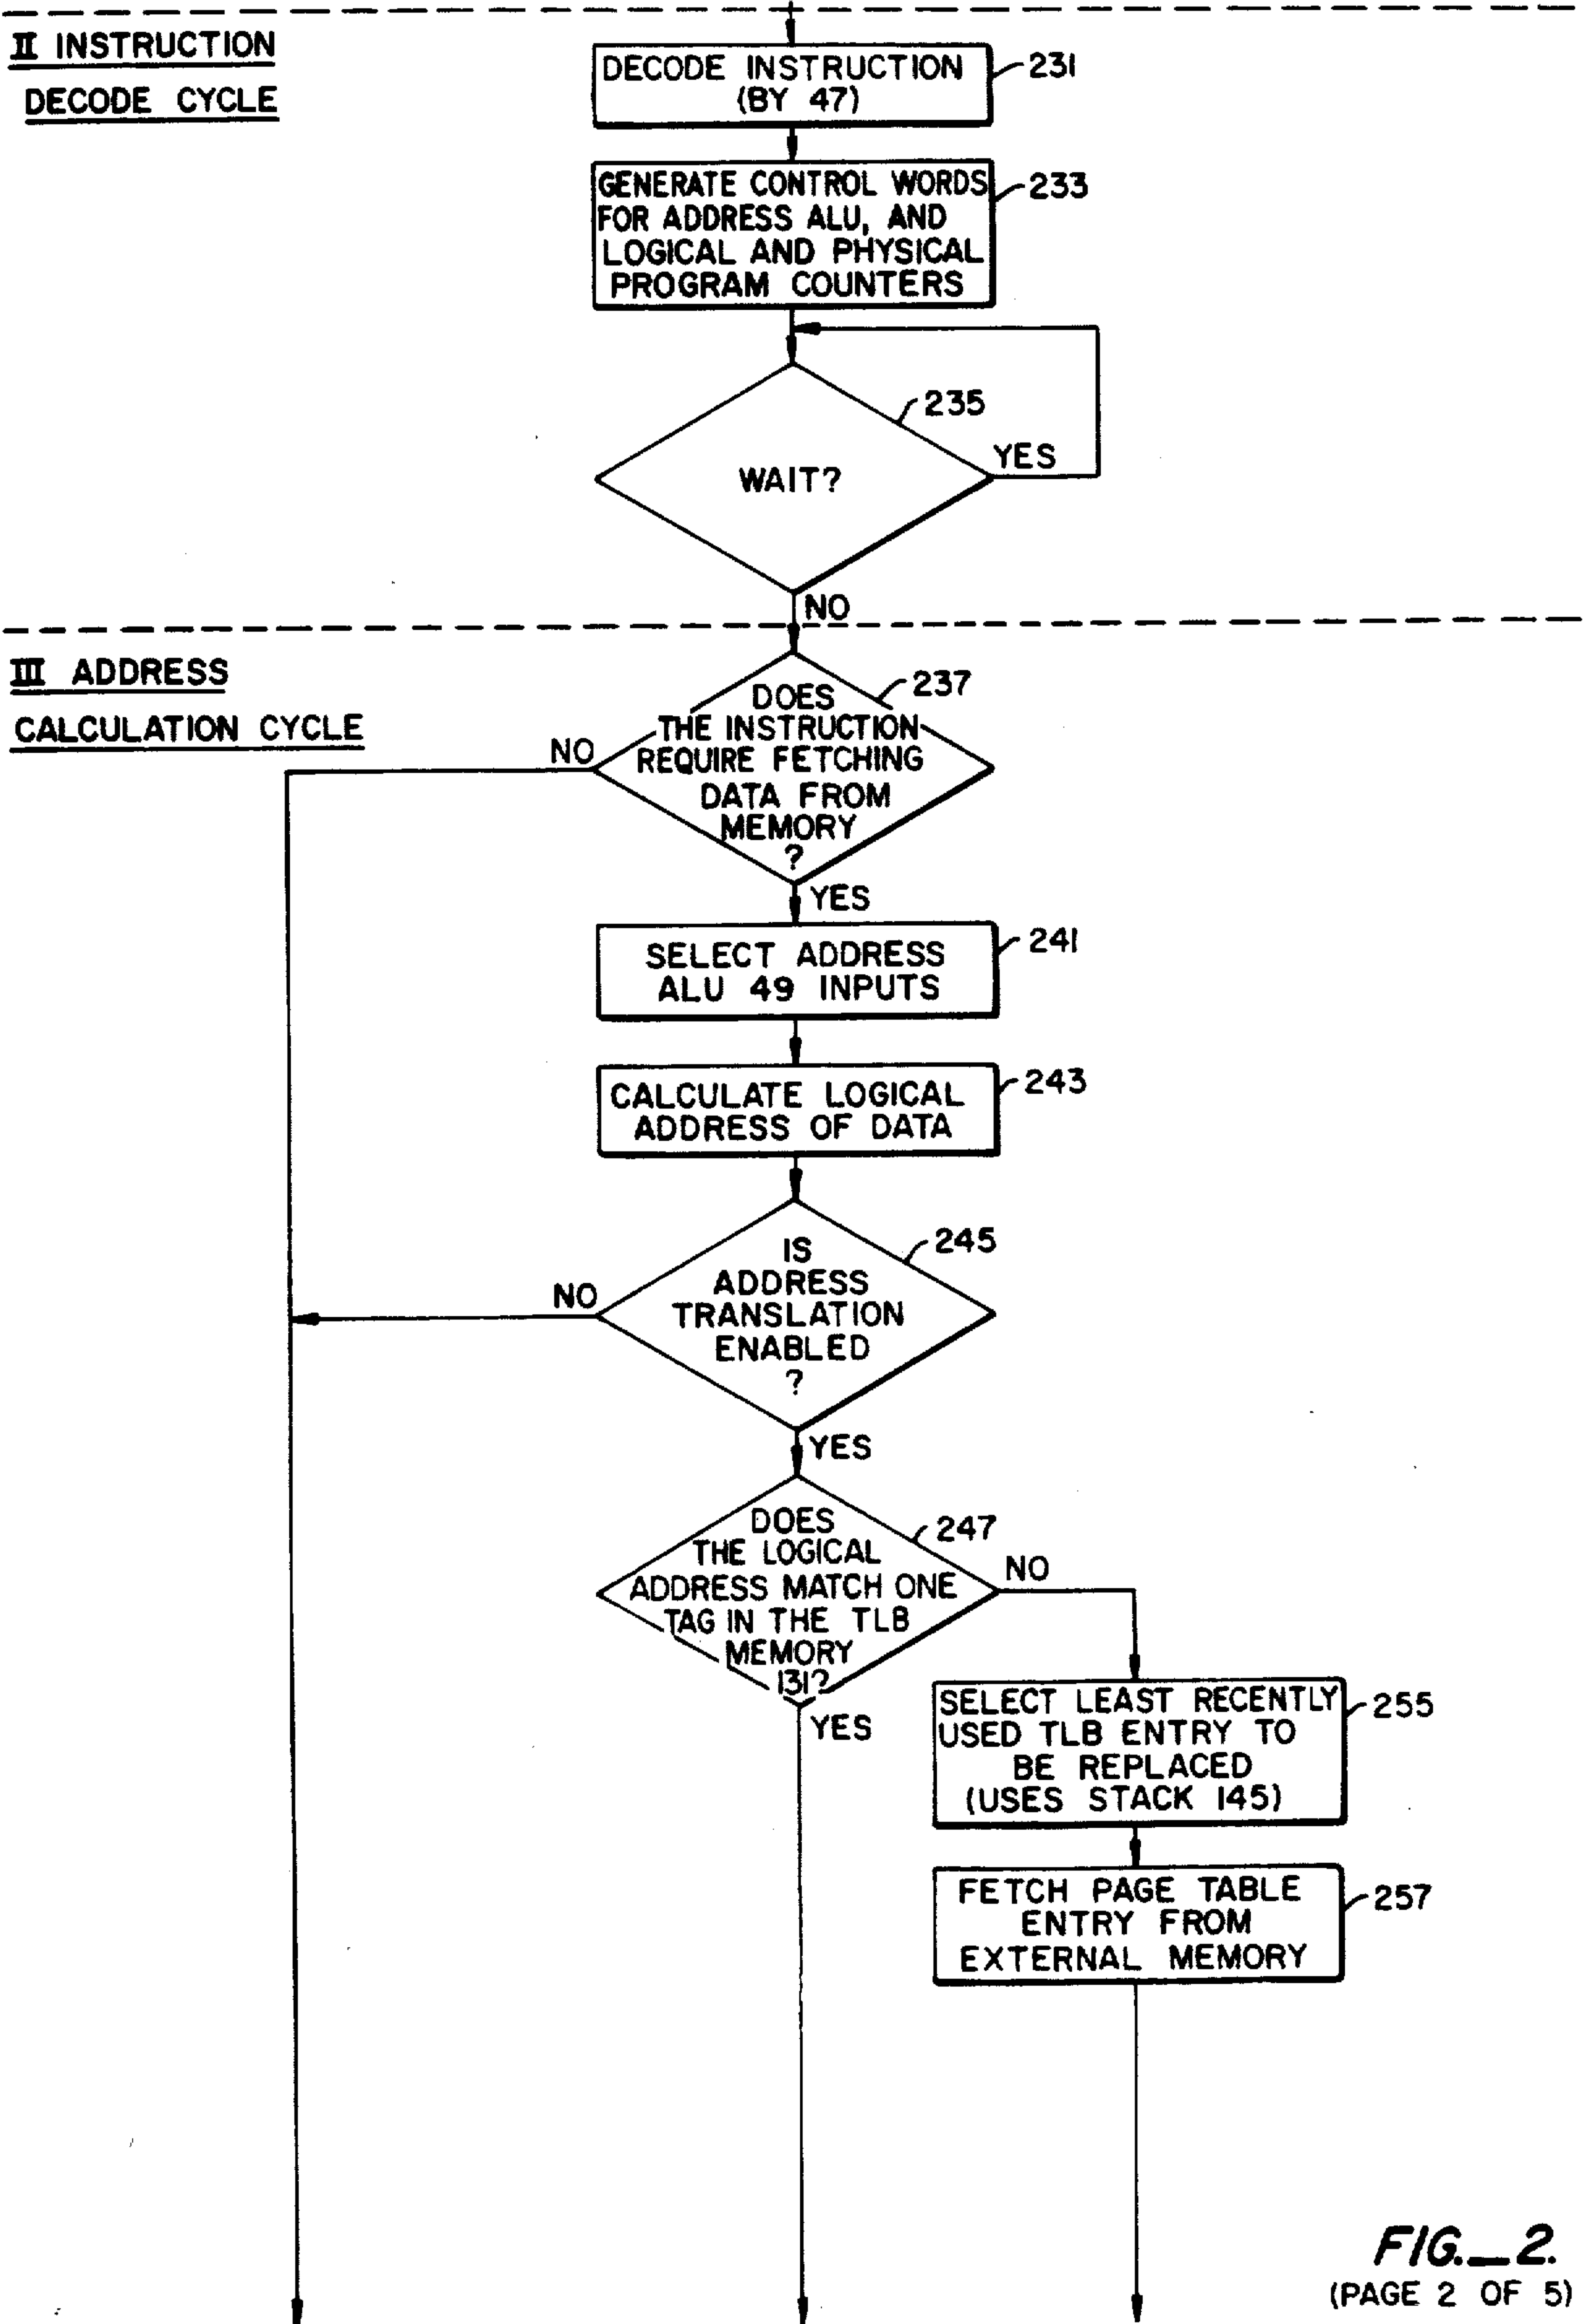 II INSTRUCTION
DECODE CYCLE
DECODE INSTRUCTION
(BY 47)
231
GENERATE CONTROL WORDS
FOR ADDRESS ALU, AND
LOGICAL AND PHYSICAL
PROGRAM COUNTERS
233
235
WAIT?
YES
NO
III ADDRESS
CALCULATION CYCLE
237
DOES
THE INSTRUCTION
REQUIRE FETCHING
DATA FROM
MEMORY
?
NO
YES
SELECT ADDRESS
ALU 49 INPUTS
241
CALCULATE LOGICAL
ADDRESS OF DATA
243
245
IS
ADDRESS
TRANSLATION
ENABLED
?
NO
YES
247
DOES
THE LOGICAL
ADDRESS MATCH ONE
TAG IN THE TLB
MEMORY
131?
NO
YES
SELECT LEAST RECENTLY
USED TLB ENTRY TO
BE REPLACED
(USES STACK 145)
255
FETCH PAGE TABLE
ENTRY FROM
EXTERNAL MEMORY
257
FIG._2.
(PAGE 2 OF 5)